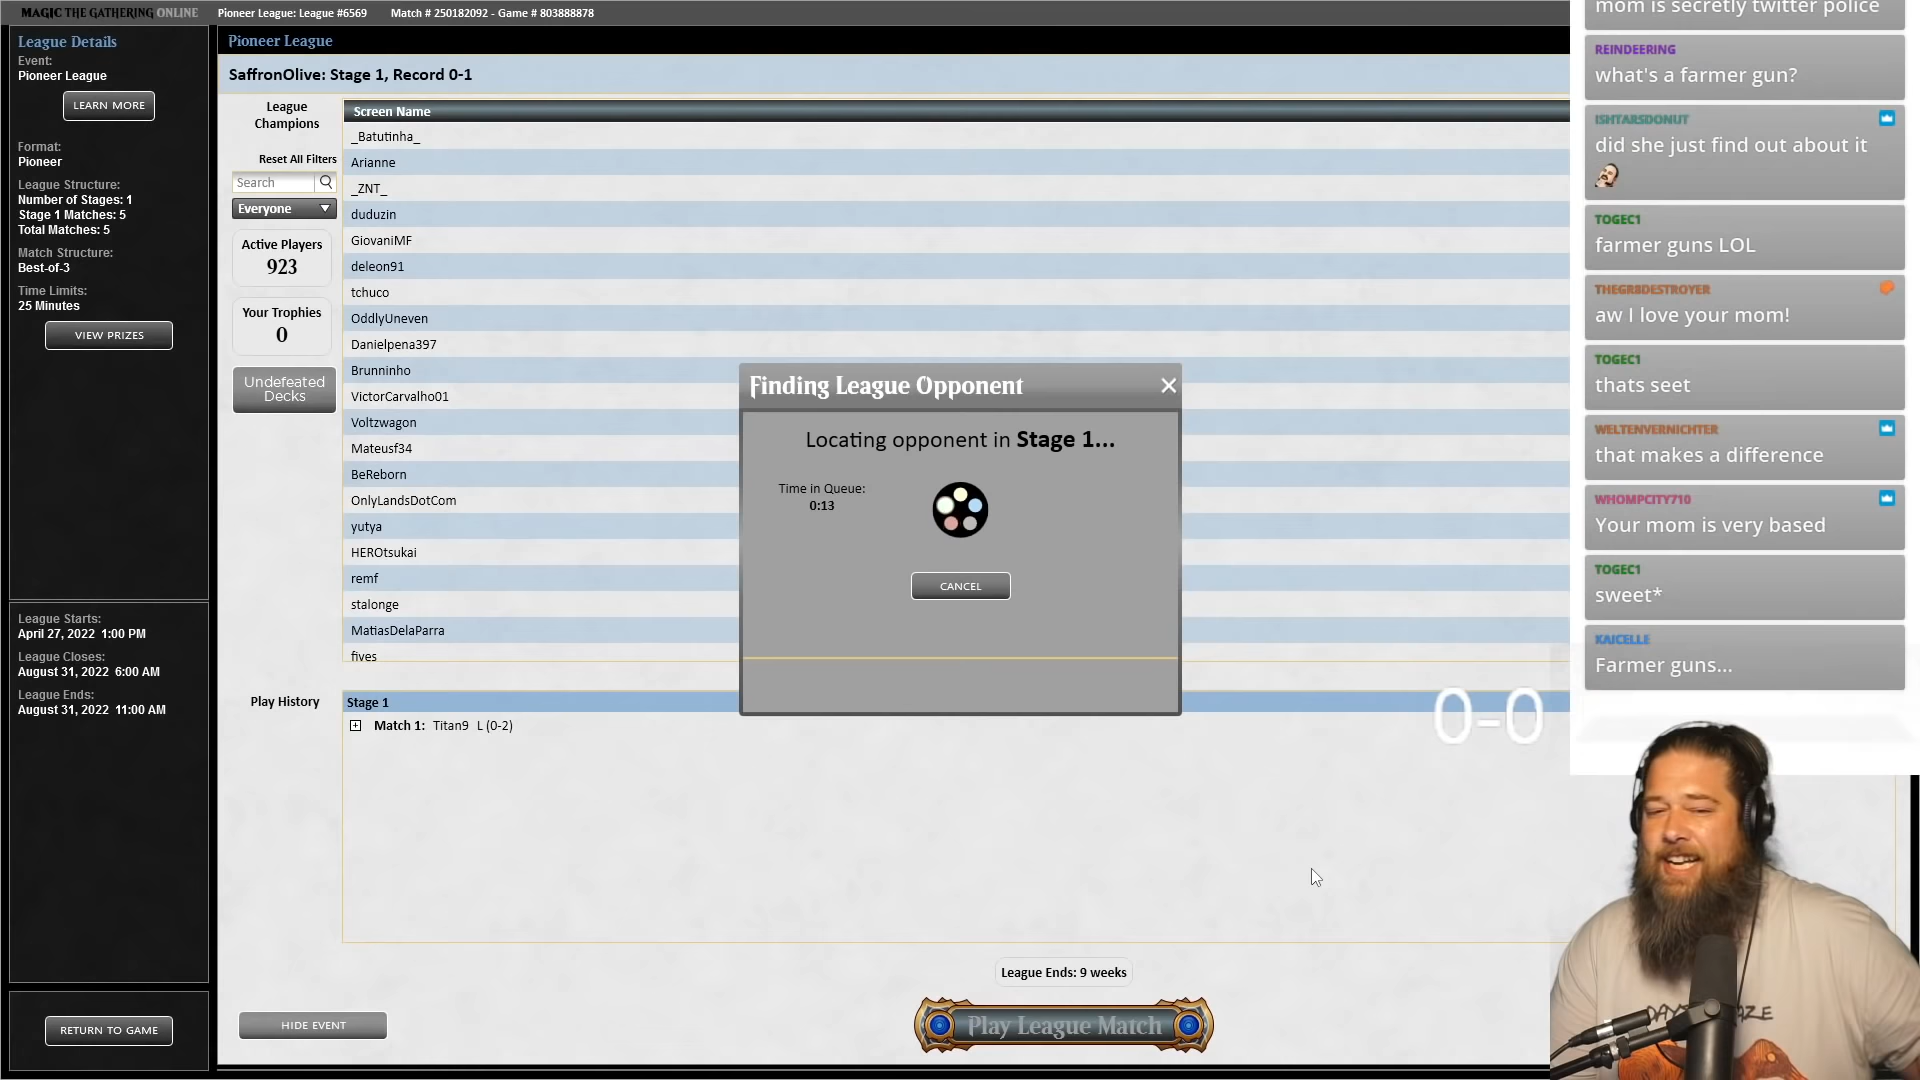 MAGIC THE GATHERING ONLINE
Pioneer League: League #6569
Match # 250182092 - Game # 803888878
League Details
Event:
Pioneer League
LEARN MORE
Format:
Pioneer
League Structure:
Number of Stages: 1
Stage 1 Matches: 5
Total Matches: 5
Match Structure:
Best-of-3
Time Limits:
25 Minutes
VIEW PRIZES
League Starts:
April 27, 2022 1:00 PM
League Closes:
August 31, 2022 6:00 AM
League Ends:
August 31, 2022 11:00 AM
RETURN TO GAME
Pioneer League
SaffronOlive: Stage 1, Record 0-1
League
Champions
Reset All Filters
Search
Everyone
Active Players
923
Your Trophies
0
Undefeated
Decks
Screen Name
_Batutinha_
Arianne
_ZNT_
duduzin
GiovaniMF
deleon91
tchuco
OddlyUneven
Danielpena397
Brunninho
VictorCarvalho01
Voltzwagon
Mateusf34
BeReborn
OnlyLandsDotCom
yutya
HEROtsukai
remf
stalonge
MatiasDelaParra
fives
Finding League Opponent
Locating opponent in Stage 1...
Time in Queue:
0:13
CANCEL
Play History
Stage 1
Match 1: Titan9 L (0-2)
League Ends: 9 weeks
HIDE EVENT
Play League Match
0-0
mom is secretly twitter police
REINDEERING
what's a farmer gun?
ISHTARSDONUT
did she just find out about it
TOGEC1
farmer guns LOL
THEGR8DESTROYER
aw I love your mom!
TOGEC1
thats seet
WELTENVERNICHTER
that makes a difference
WHOMPCITY710
Your mom is very based
TOGEC1
sweet*
KAICELLE
Farmer guns...